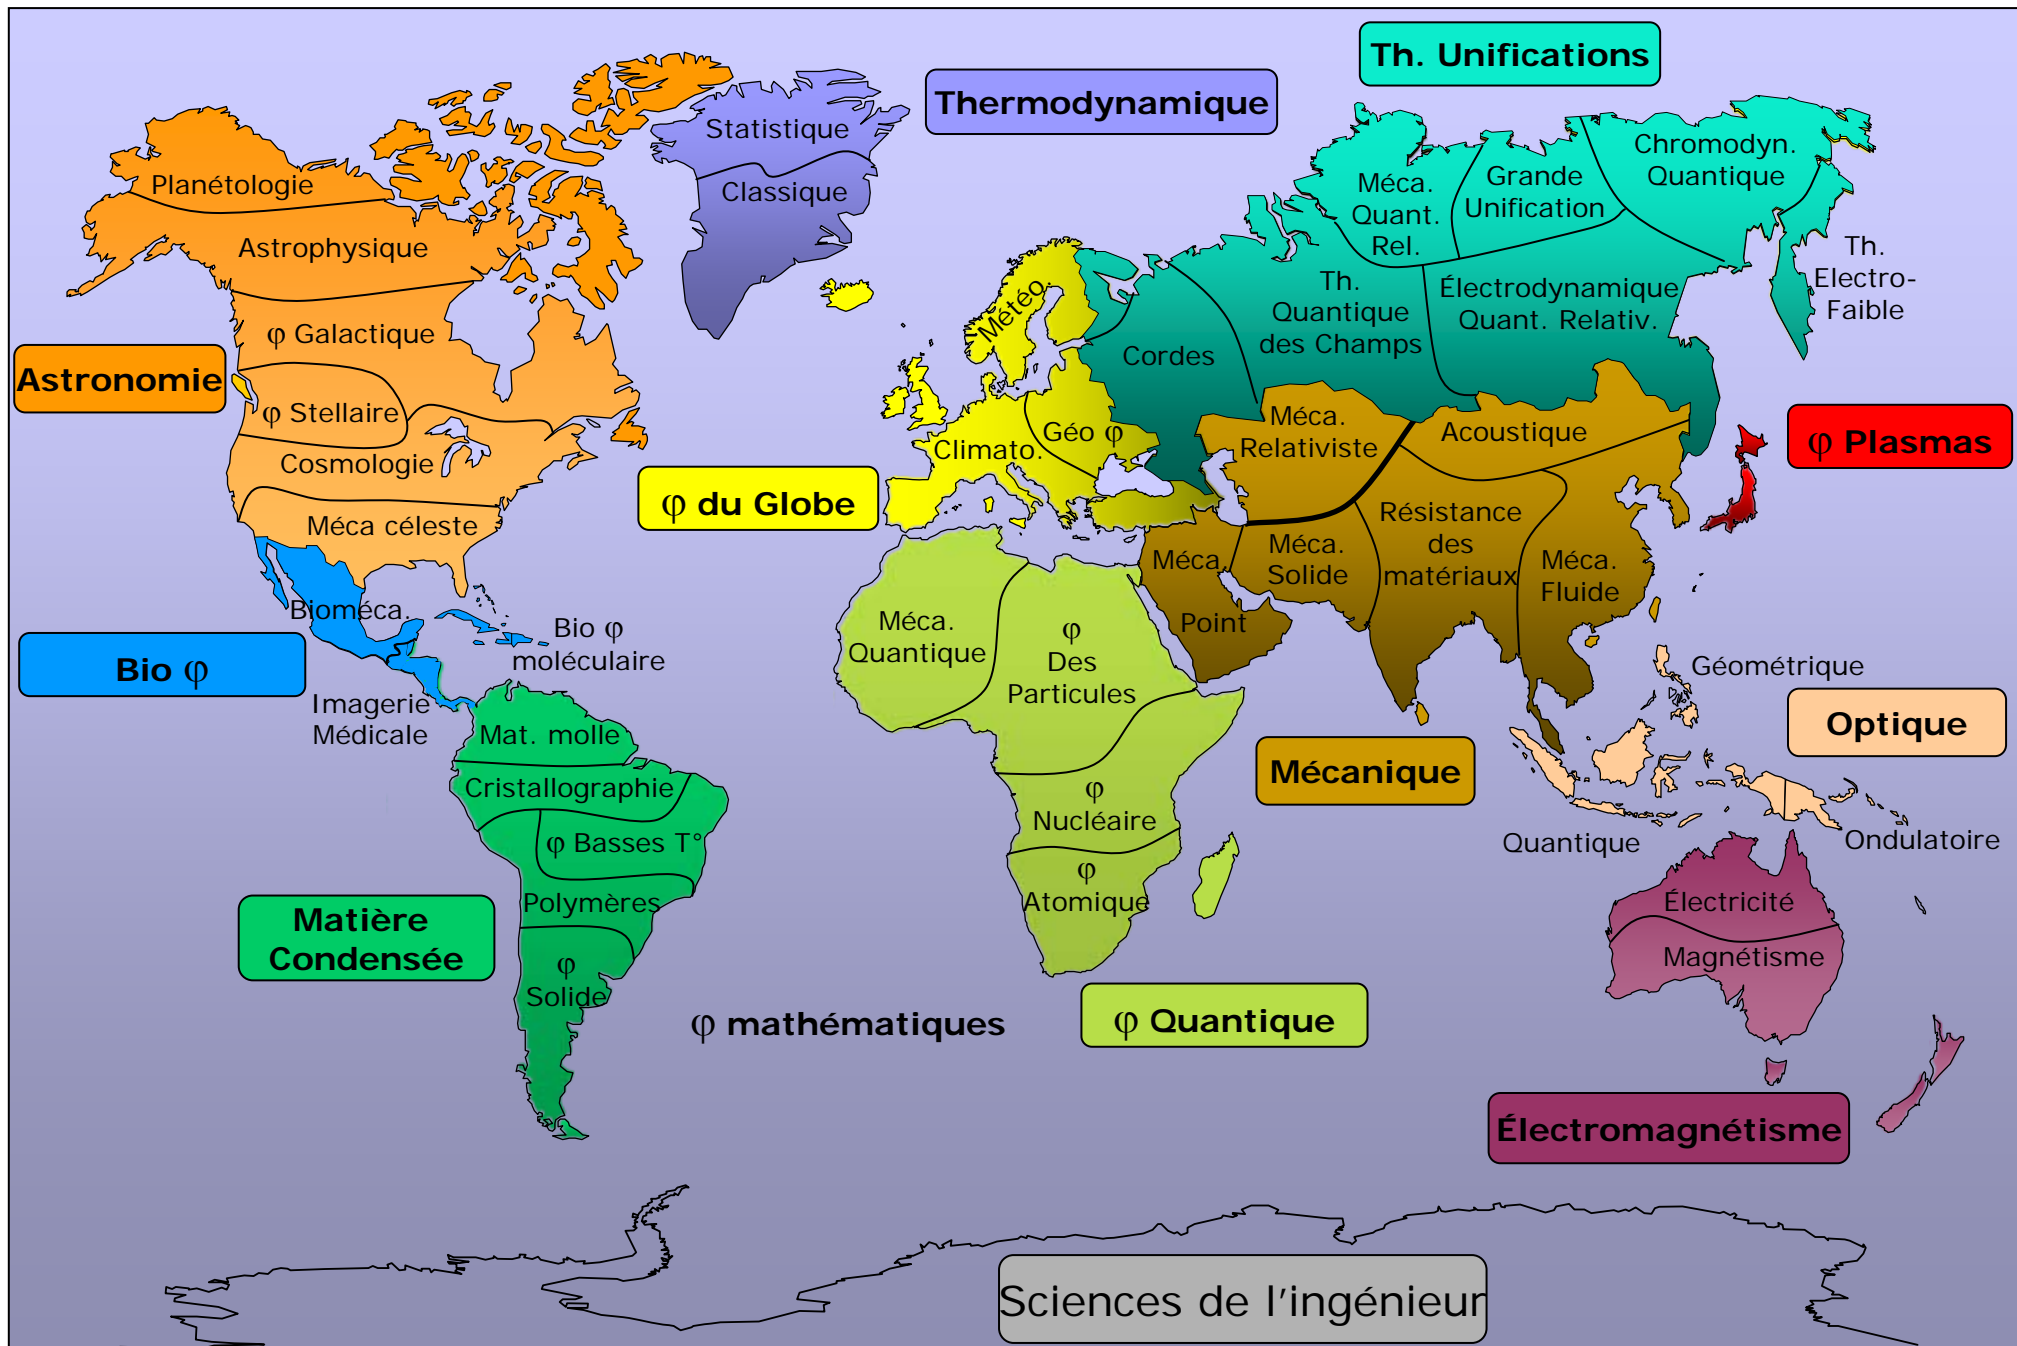 Th. Unifications
Thermodynamique
Statistique
Classique
Planétologie
Astrophysique
φ Galactique
φ Stellaire
Cosmologie
Méca céleste
Astronomie
Chromodyn.
Quantique
Grande
Unification
Méca.
Quant.
Rel.
Th.
Electro-
Faible
Th.
Quantique
des Champs
Électrodynamique
Quant. Relativ.
Cordes
Météo.
Climato.
Géo φ
φ du Globe
Méca.
Relativiste
Acoustique
φ Plasmas
Résistance
des
matériaux
Méca.
Solide
Méca.
Fluide
Méca
Point
Mécanique
Bioméca.
Bio φ
moléculaire
Bio φ
Imagerie
Médicale
Méca.
Quantique
φ
Des
Particules
φ
Nucléaire
φ
Atomique
φ Quantique
Géométrique
Optique
Quantique
Ondulatoire
Mat. molle
Cristallographie
φ Basses T°
Polymères
φ
Solide
Matière
Condensée
φ mathématiques
Électricité
Magnétisme
Électromagnétisme
Sciences de l'ingénieur